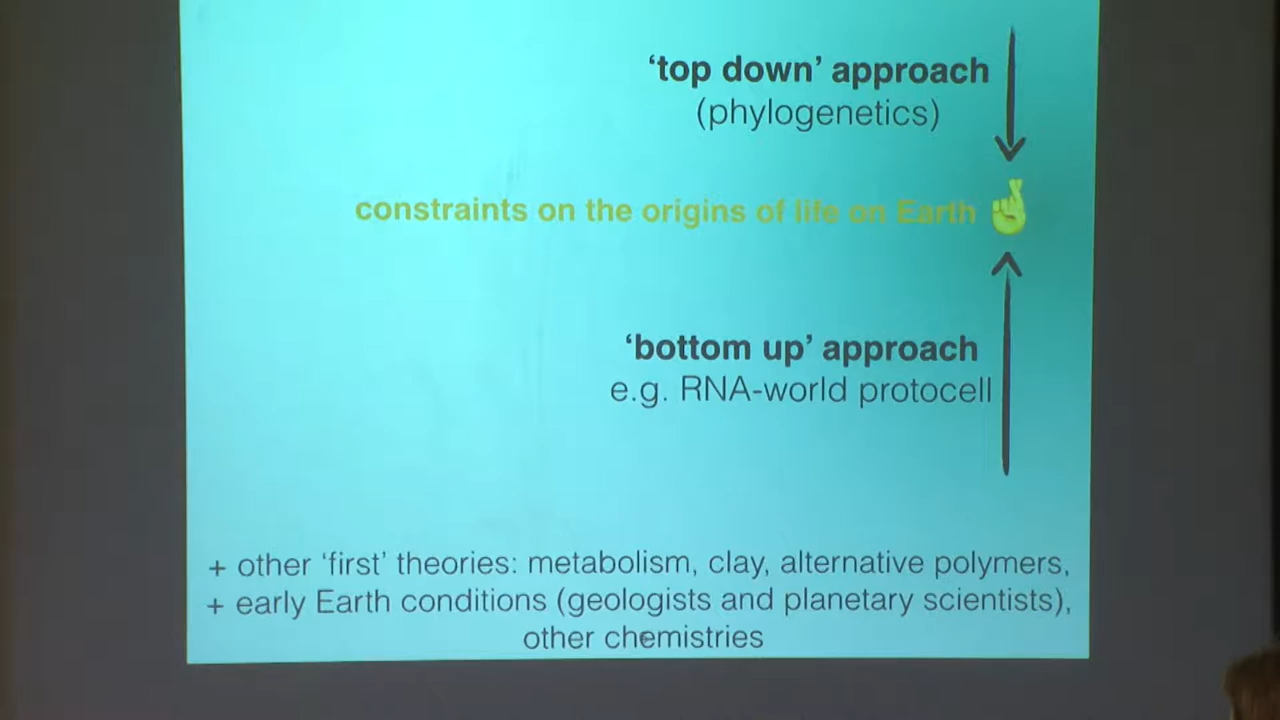 ‘top down’ approach
(phylogenetics)
constraints on the origins of life on Earth
‘bottom up’ approach
e.g. RNA-world protocell
+ other ‘first’ theories: metabolism, clay, alternative polymers,
+ early Earth conditions (geologists and planetary scientists),
other chemistries